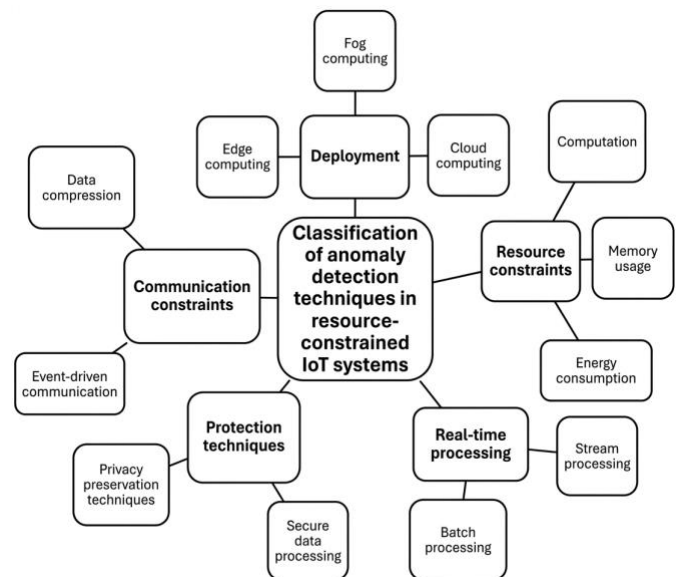 Fog
computing
Edge
computing
Deployment
Cloud
computing
Computation
Data
compression
Classification
of anomaly
detection
techniques in
resource-
constrained
IoT systems
Resource
constraints
Memory
usage
Communication
constraints
Event-driven
communication
Energy
consumption
Protection
techniques
Real-time
processing
Stream
processing
Privacy
preservation
techniques
Secure
data
processing
Batch
processing